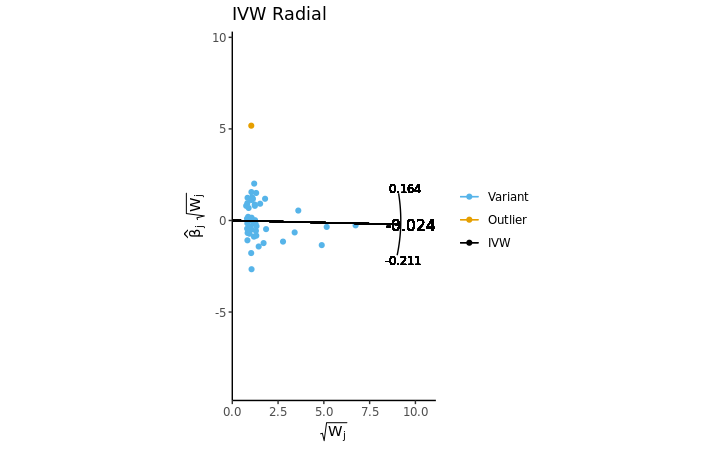 IVW Radial
10
5
0
-5
β̂j √Wj
0.164
-0.024
-0.211
Variant
Outlier
IVW
0.0 2.5 5.0 7.5 10.0
√Wj